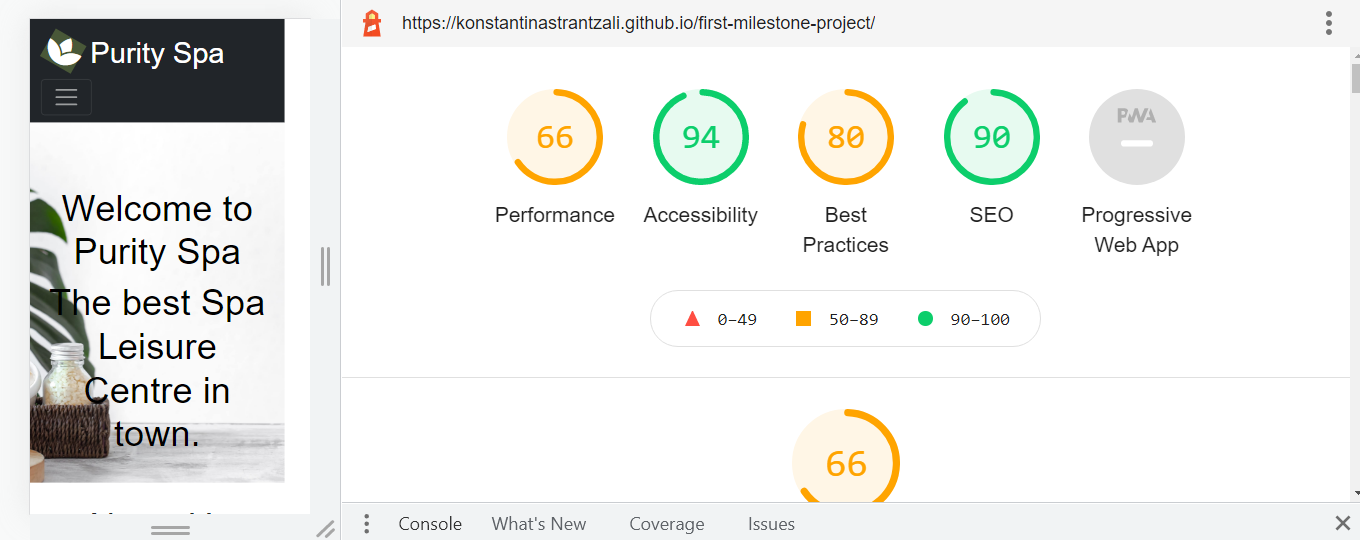 Purity Spa
Welcome to
Purity Spa
The best Spa
Leisure
Centre in
town.
https://konstantinastrantzali.github.io/first-milestone-project/
66
94
80
90
PWA
Performance
Accessibility
Best
Practices
SEO
Progressive
Web App
0–49
50–89
90–100
66
Console
What's New
Coverage
Issues